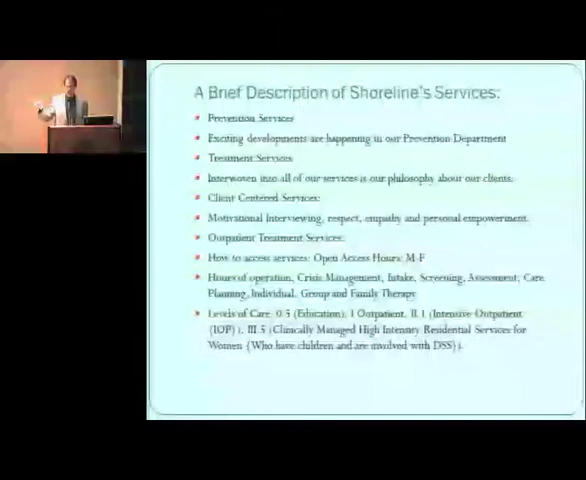 A Brief Description of Shoreline's Services:
Prevention Services
Exciting developments are happening in our Prevention Department
Treatment Services
Interwoven into all of our services is our philosophy about our clients.
Client Centered Services:
Motivational Interviewing, respect, empathy and personal empowerment.
Outpatient Treatment Services:
How to access services: Open Access Hours: M-F
Hours of operation, Crisis Management, Intake, Screening, Assessment, Care
Planning, Individual, Group and Family Therapy
Levels of Care: 0.5 (Education), I Outpatient, II.1 (Intensive Outpatient
(IOP)), III.5 (Clinically Managed High Intensity Residential Services for
Women {Who have children and are involved with DSS}).